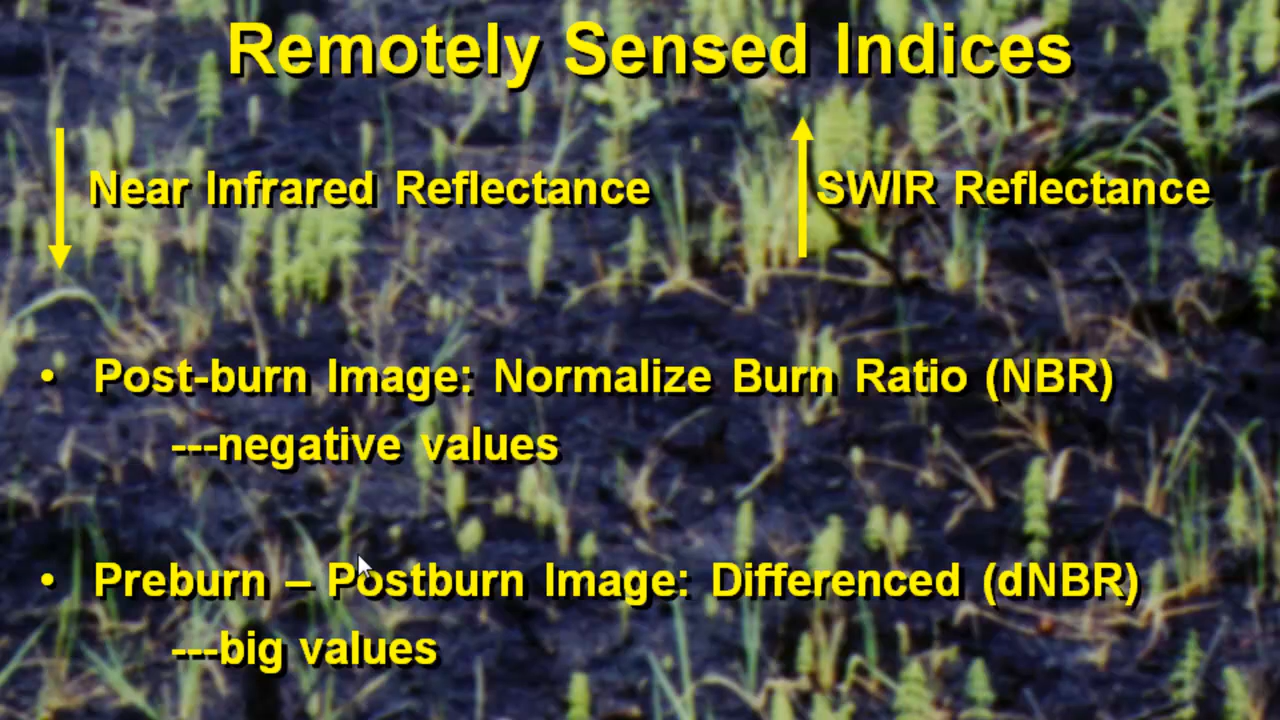 Remotely Sensed Indices
Near Infrared Reflectance
SWIR Reflectance
• Post-burn Image: Normalize Burn Ratio (NBR)
---negative values
• Preburn – Postburn Image: Differenced (dNBR)
---big values